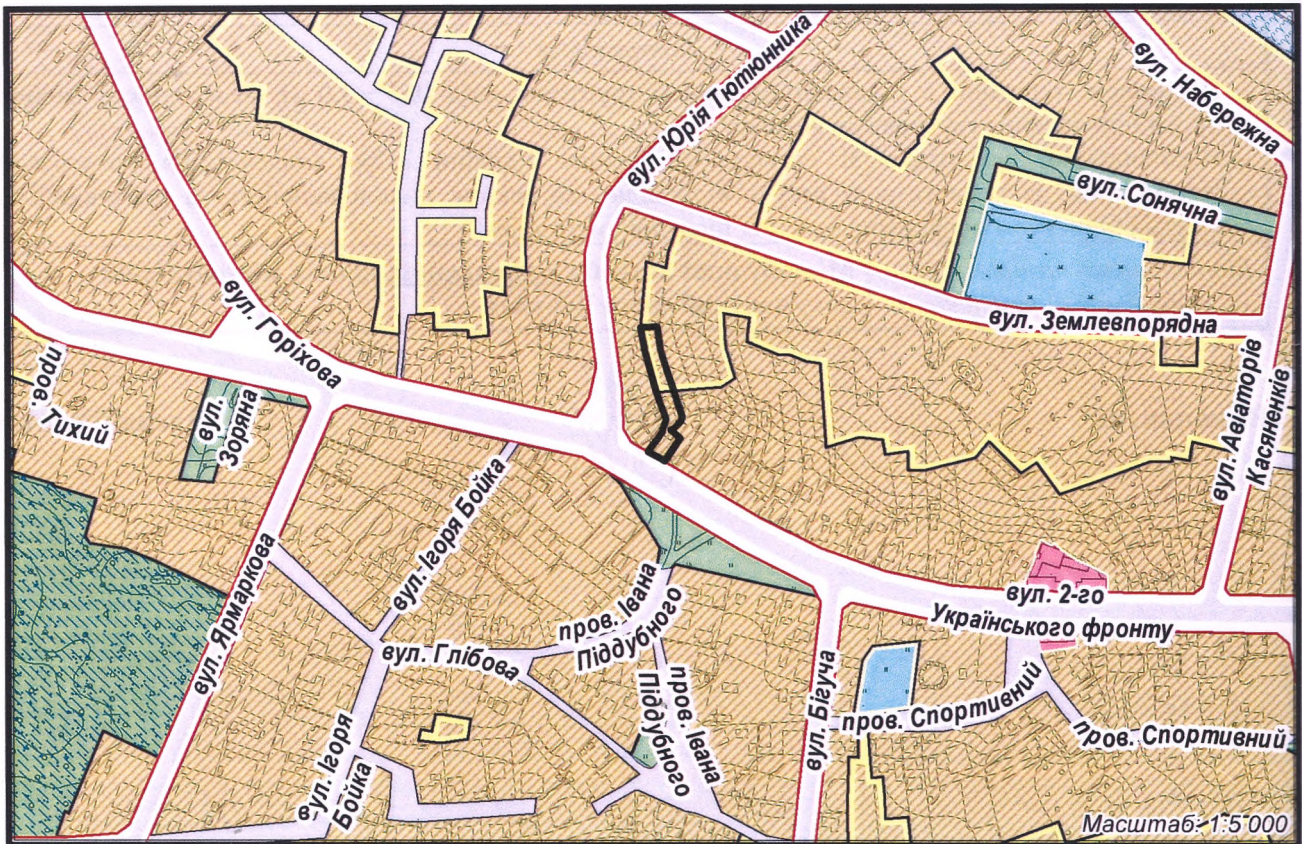 вул. Юрія Тютюнника
вул. Набережна
вул. Сонячна
вул. Землевпорядна
вул. Горіхова
пров.
Тихий
вул.
Зоряна
вул. Авіаторів
Касяненків
вул. Ігоря Бойка
вул. Ярмаркова
пров. Івана
Піддубного
вул. 2-го
Українського фронту
вул. Глібова
пров. Івана
Піддубного
вул. Бігуча
пров. Спортивний
пров. Спортивний
вул. Ігоря
Бойка
Масштаб: 1:5 000